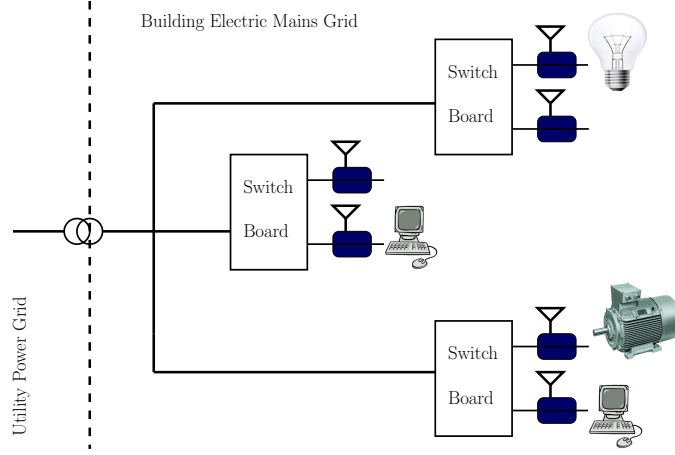 Building Electric Mains Grid
Switch
Board
Switch
Board
Utility Power Grid
Switch
Board